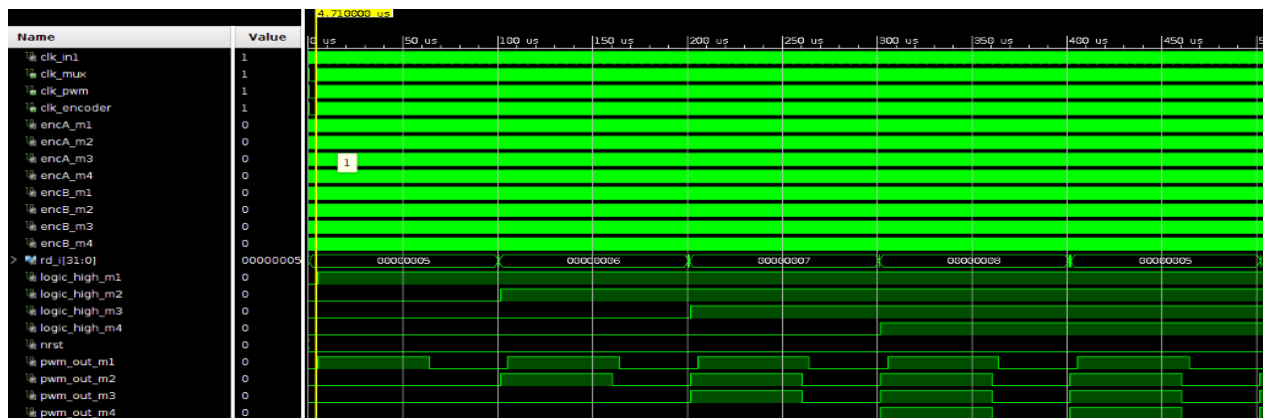 4.710000 us
Name Value
0 us 50 us 100 us 150 us 200 us 250 us 300 us 350 us 400 us 450 us
clk_in1 1
clk_mux 1
clk_pwm 1
clk_encoder 1
encA_m1 0
encA_m2 0
encA_m3 0
1
encA_m4 0
encB_m1 0
encB_m2 0
encB_m3 0
encB_m4 0
> rd_i[31:0] 00000005 00000005 00000006 00000007 00000008 00000005
logic_high_m1 0
logic_high_m2 0
logic_high_m3 0
logic_high_m4 0
nrst 0
pwm_out_m1 0
pwm_out_m2 0
pwm_out_m3 0
pwm_out_m4 0